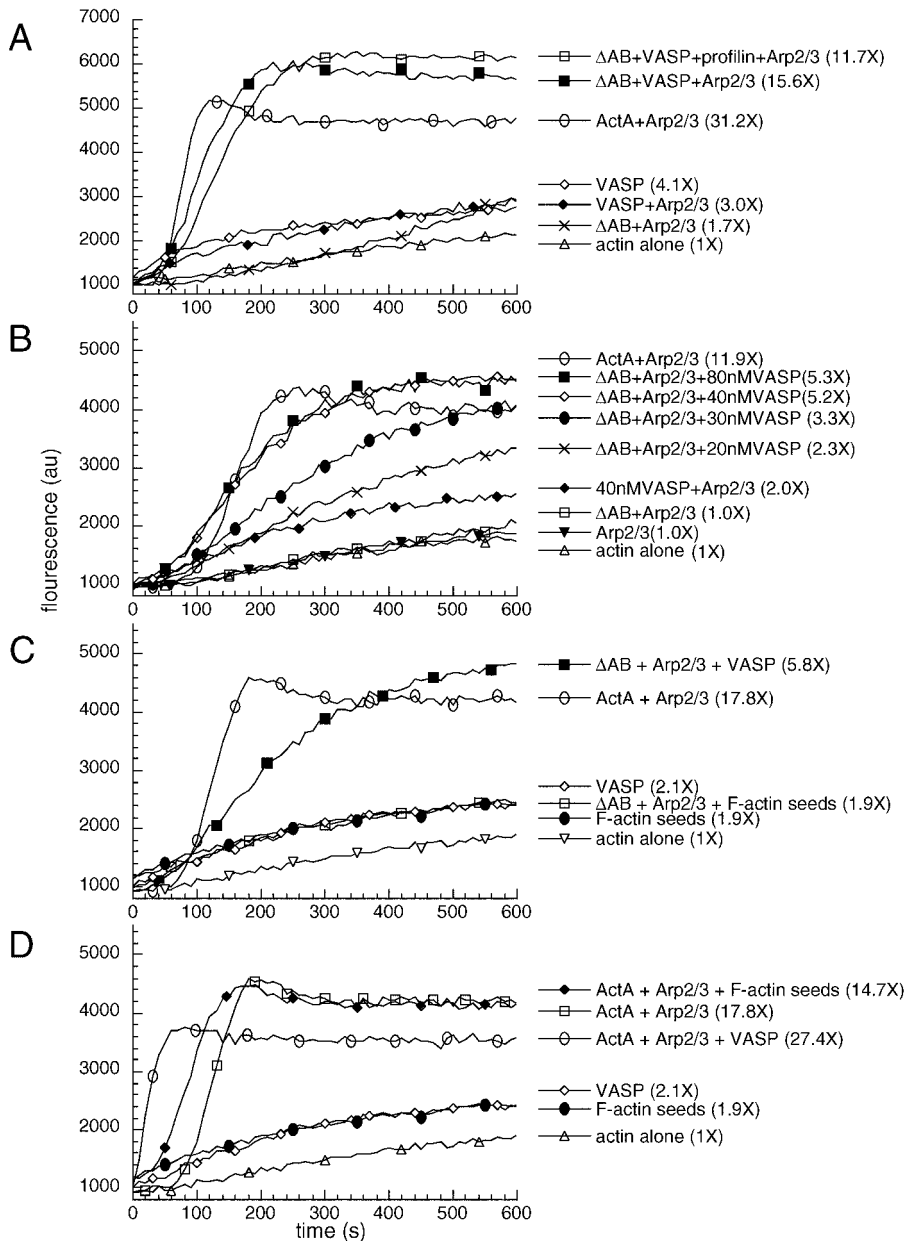 A
7000
6000
5000
4000
3000
2000
1000
0 100 200 300 400 500 600
ΔAB+VASP+profilin+Arp2/3 (11.7X)
ΔAB+VASP+Arp2/3 (15.6X)
ActA+Arp2/3 (31.2X)
VASP (4.1X)
VASP+Arp2/3 (3.0X)
ΔAB+Arp2/3 (1.7X)
actin alone (1X)
B
flourescence (au)
5000
4000
3000
2000
1000
0 100 200 300 400 500 600
ActA+Arp2/3 (11.9X)
ΔAB+Arp2/3+80nMVASP(5.3X)
ΔAB+Arp2/3+40nMVASP(5.2X)
ΔAB+Arp2/3+30nMVASP(3.3X)
ΔAB+Arp2/3+20nMVASP (2.3X)
40nMVASP+Arp2/3 (2.0X)
ΔAB+Arp2/3 (1.0X)
Arp2/3(1.0X)
actin alone (1X)
C
5000
4000
3000
2000
1000
0 100 200 300 400 500 600
ΔAB + Arp2/3 + VASP (5.8X)
ActA + Arp2/3 (17.8X)
VASP (2.1X)
ΔAB + Arp2/3 + F-actin seeds (1.9X)
F-actin seeds (1.9X)
actin alone (1X)
D
5000
4000
3000
2000
1000
0 100 200 300 400 500 600
time (s)
ActA + Arp2/3 + F-actin seeds (14.7X)
ActA + Arp2/3 (17.8X)
ActA + Arp2/3 + VASP (27.4X)
VASP (2.1X)
F-actin seeds (1.9X)
actin alone (1X)